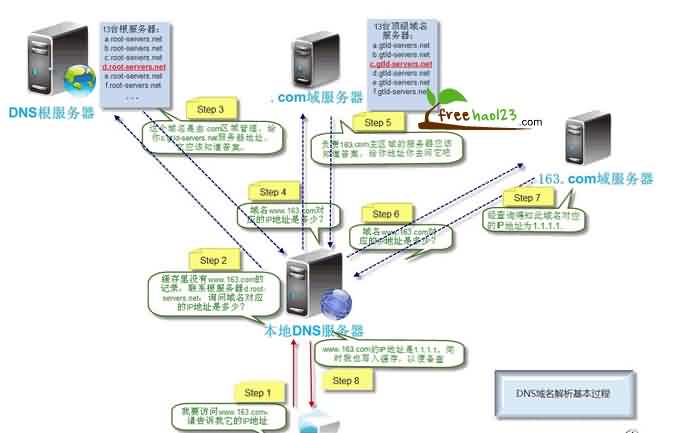 13台根服务器：
a.root-servers.net
b.root-servers.net
c.root-servers.net
d.root-servers.net
e.root-servers.net
f.root-servers.net
...
DNS根服务器
13台顶级域名
服务器：
a.gtld-servers.net
b.gtld-servers.net
c.gtld-servers.net
d.gtld-servers.net
e.gtld-servers.net
f.gtld-servers.net
.com域服务器
freehao123
.com
163.com域服务器
Step 3
这个域名是由.com区域管理，给
你c.gtld-servers.net服务器地址，
它应该知道答案。
Step 5
负责163.com主区域的服务器应该
知道答案，给你地址你去问它吧
Step 4
域名www.163.com对
应的IP地址是多少？
Step 6
域名www.163.com对
应的IP地址是多少？
Step 7
经查询得知此域名对应
的IP地址为1.1.1.1.
Step 2
缓存里没有www.163.com的
记录，联系根服务器d.root-
servers.net，询问域名对应
的IP地址是多少？
本地DNS服务器
www.163.com的IP地址是1.1.1.1，同
时我也写入缓存，以便备查
Step 8
Step 1
我要访问www.163.com，
请告诉我它的IP地址
DNS域名解析基本过程